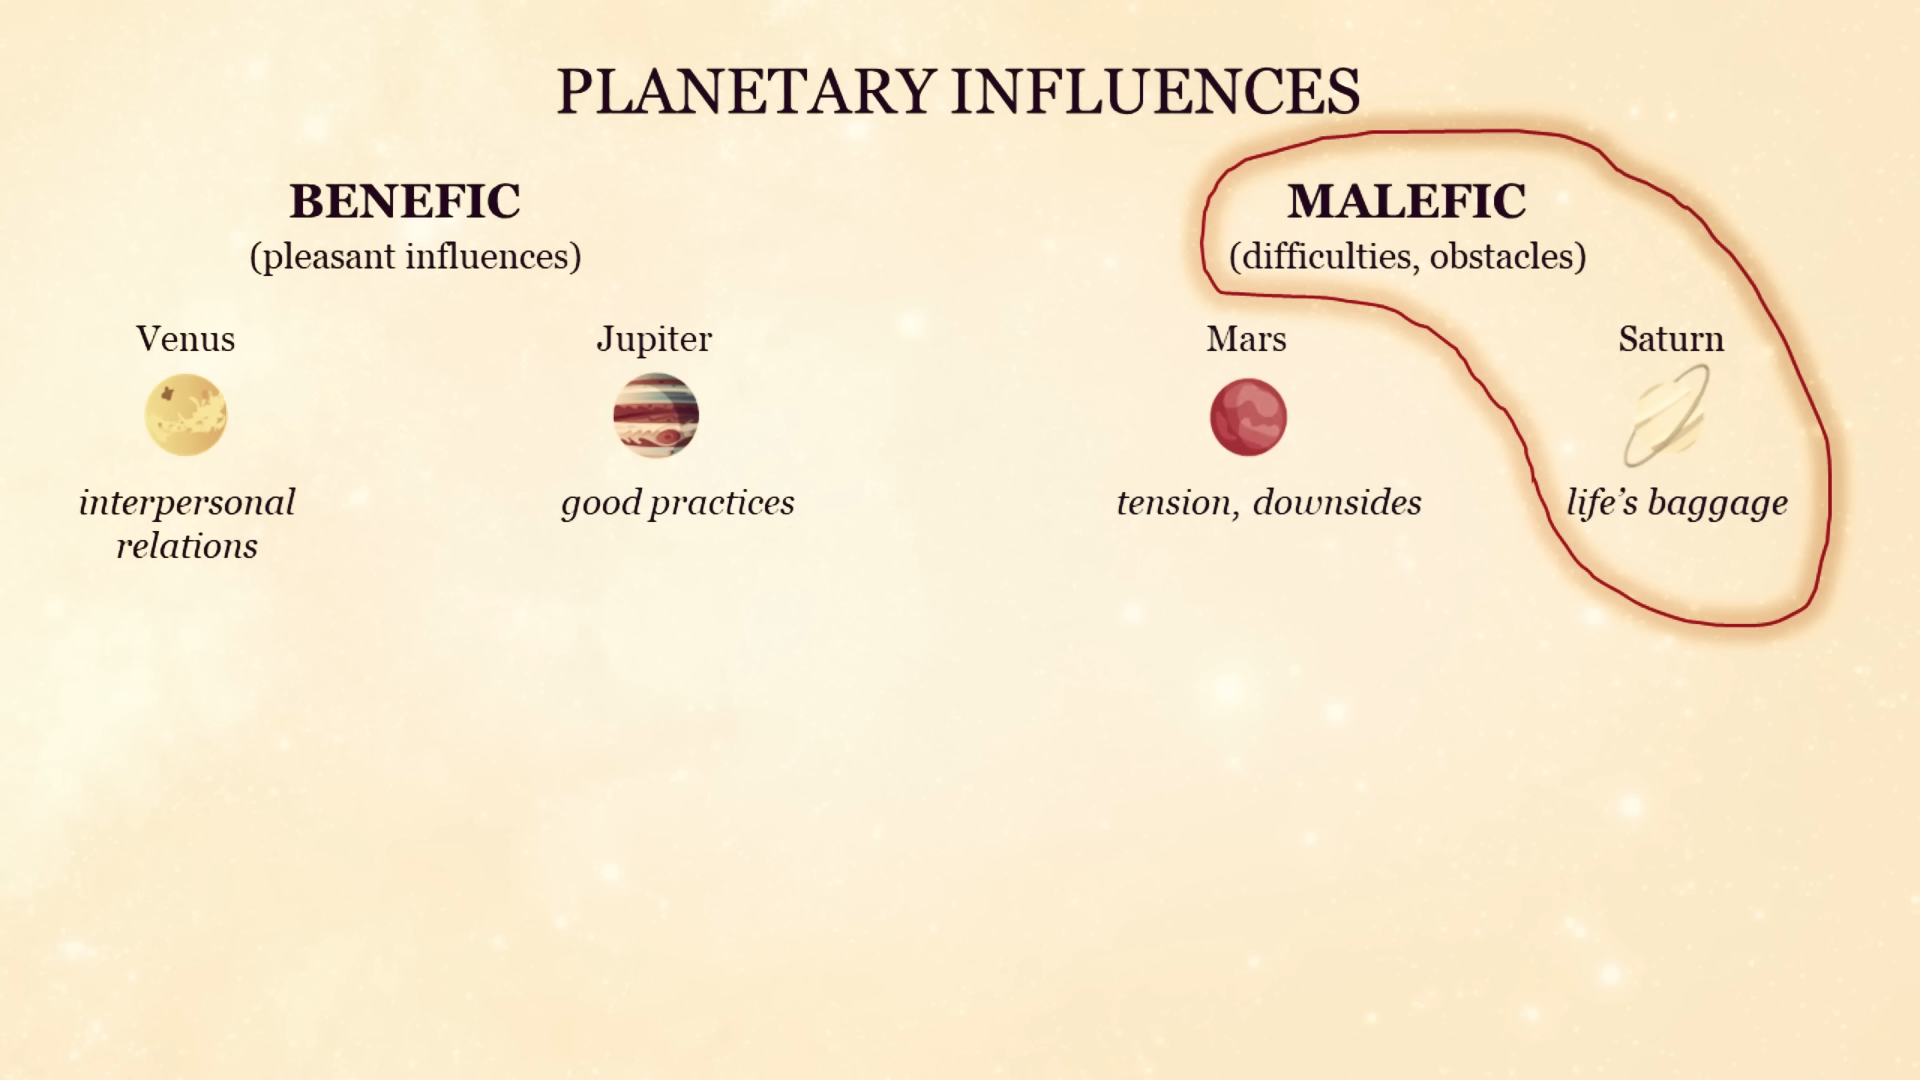 PLANETARY INFLUENCES
BENEFIC
(pleasant influences)
Venus
interpersonal
relations
Jupiter
good practices
MALEFIC
(difficulties, obstacles)
Mars
tension, downsides
Saturn
life’s baggage